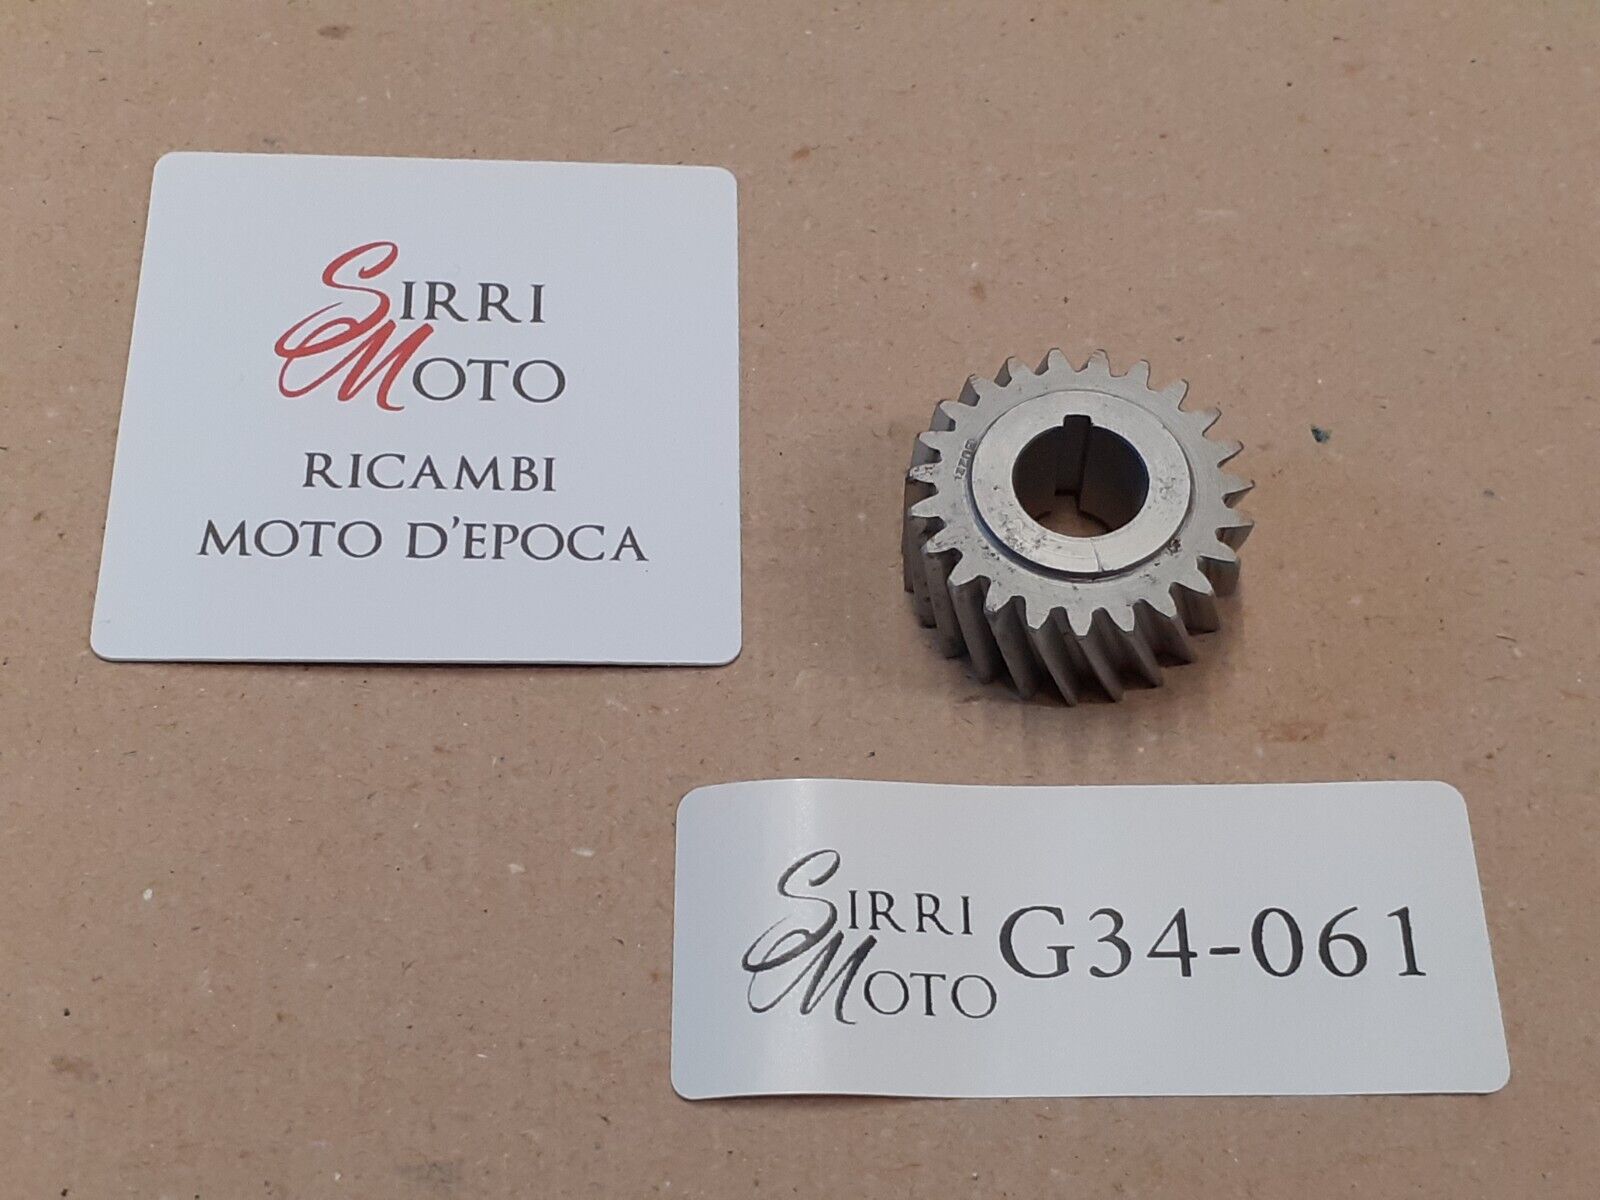 SIRRI
MOTO
RICAMBI
MOTO D'EPOCA
SIRRI
MOTO
G34-061